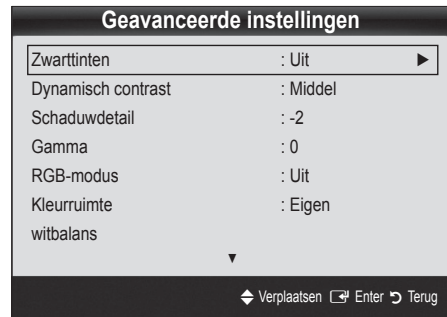 Geavanceerde instellingen
Zwarttinten : Uit ►
Dynamisch contrast : Middel
Schaduwdetail : -2
Gamma : 0
RGB-modus : Uit
Kleurruimte : Eigen
witbalans
▼
Verplaatsen Enter Terug